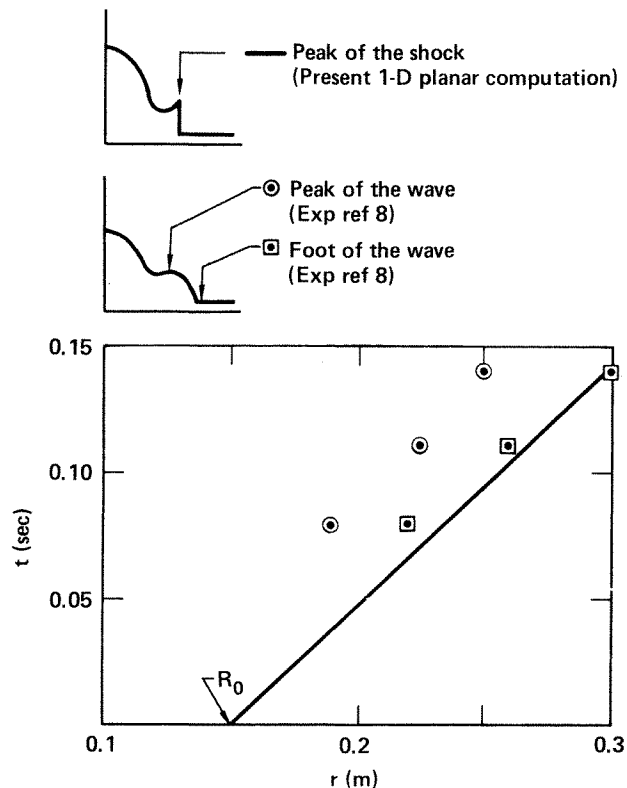 Peak of the shock
(Present 1-D planar computation)
Peak of the wave
(Exp ref 8)
Foot of the wave
(Exp ref 8)
0.15
0.10
0.05
t (sec)
R0
0.1
0.2
0.3
r (m)